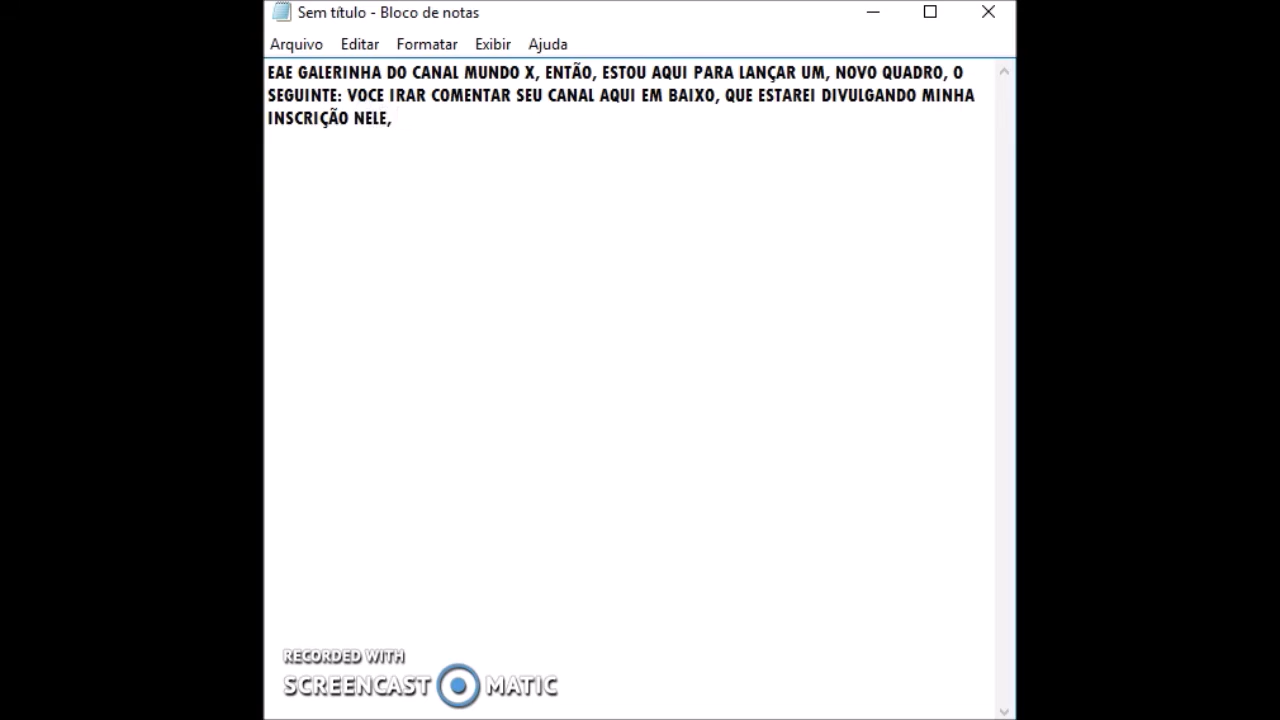 Sem título - Bloco de notas
Arquivo Editar Formatar Exibir Ajuda
EAE GALERINHA DO CANAL MUNDO X, ENTÃO, ESTOU AQUI PARA LANÇAR UM, NOVO QUADRO, O
SEGUINTE: VOCE IRAR COMENTAR SEU CANAL AQUI EM BAIXO, QUE ESTAREI DIVULGANDO MINHA
INSCRIÇÃO NELE,
RECORDED WITH
SCREENCAST MATIC